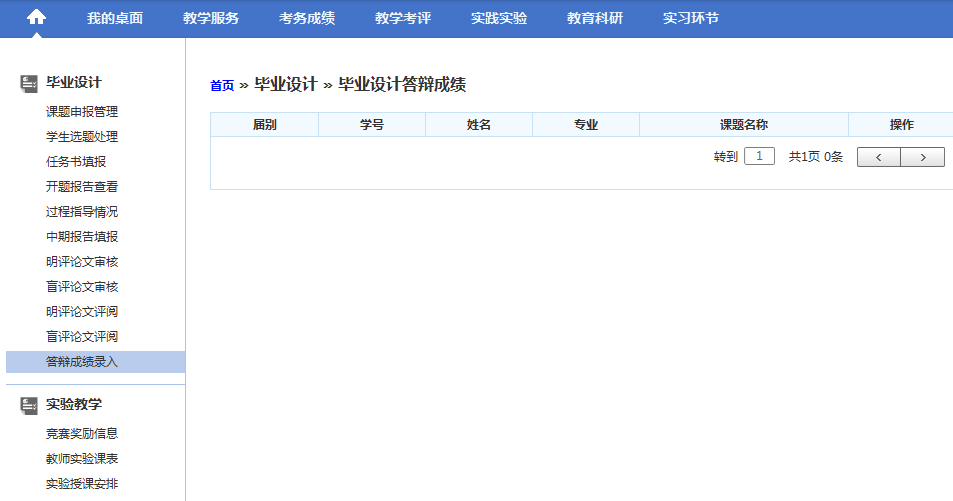 我的桌面 教学服务 考务成绩 教学考评 实践实验 教育科研 实习环节
毕业设计
课题申报管理
学生选题处理
任务书填报
开题报告查看
过程指导情况
中期报告填报
明评论文审核
盲评论文审核
明评论文评阅
盲评论文评阅
答辩成绩录入
实验教学
竞赛奖励信息
教师实验课表
实验授课安排
首页 » 毕业设计 » 毕业设计答辩成绩
届别 学号 姓名 专业 课题名称 操作
转到 1 共1页 0条 < >